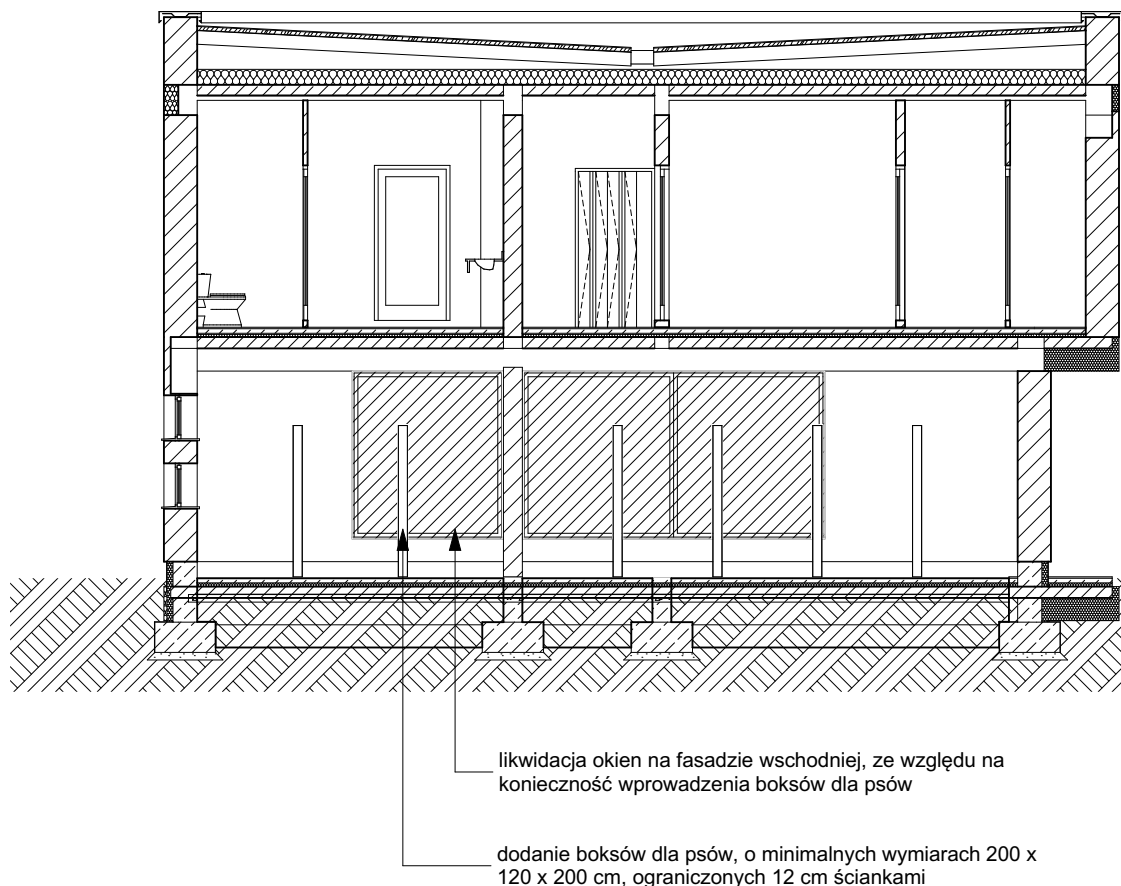 likwidacja okien na fasadzie wschodniej, ze względu na
konieczność wprowadzenia boksów dla psów
dodanie boksów dla psów, o minimalnych wymiarach 200 x
120 x 200 cm, ograniczonych 12 cm ściankami